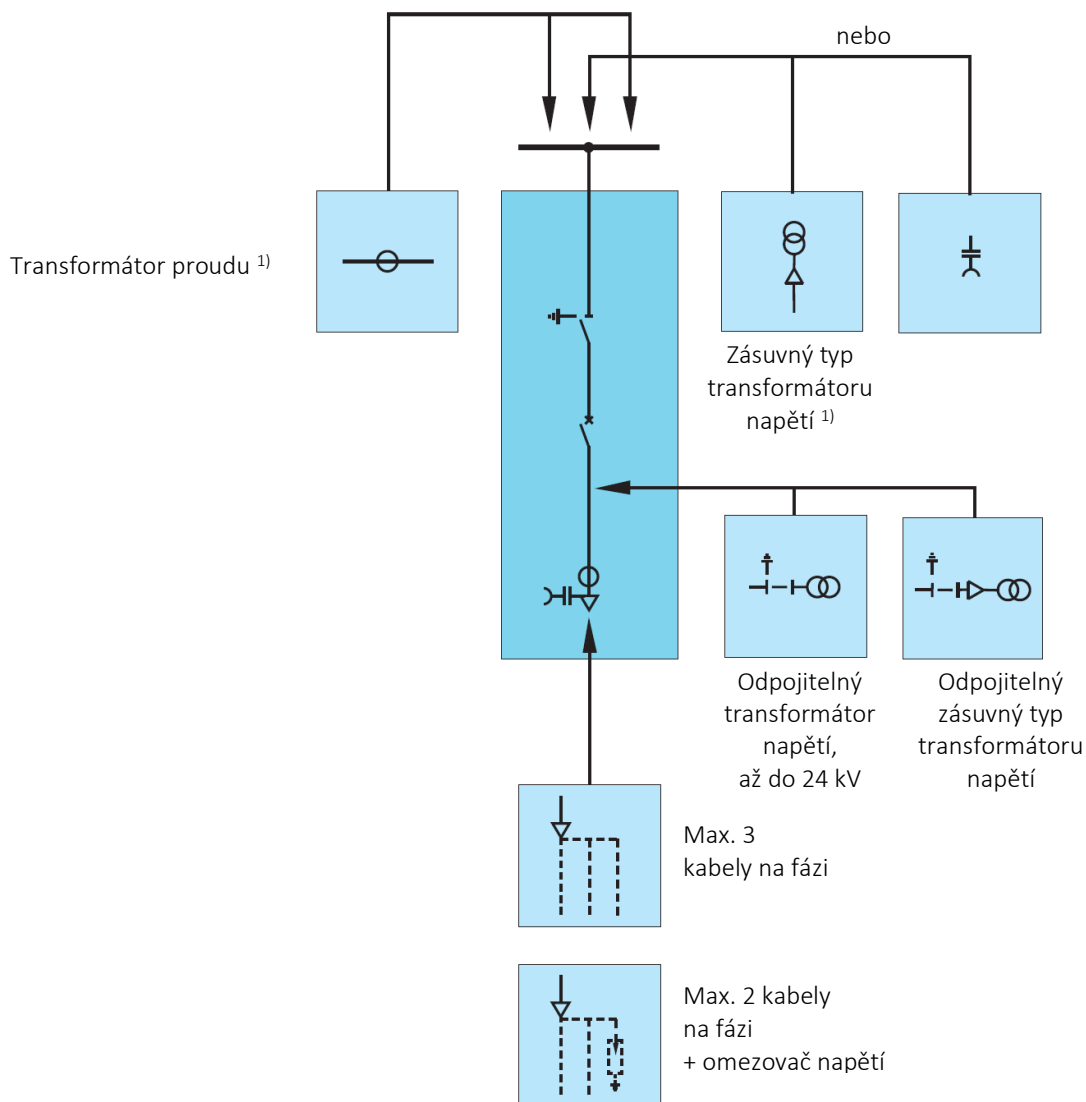 nebo
Transformátor proudu 1)
Zásuvný typ
transformátoru
napětí 1)
Odpojitelný
transformátor
napětí,
až do 24 kV
Odpojitelný
zásuvný typ
transformátoru
napětí
Max. 3
kabely na fázi
Max. 2 kabely
na fázi
+ omezovač napětí